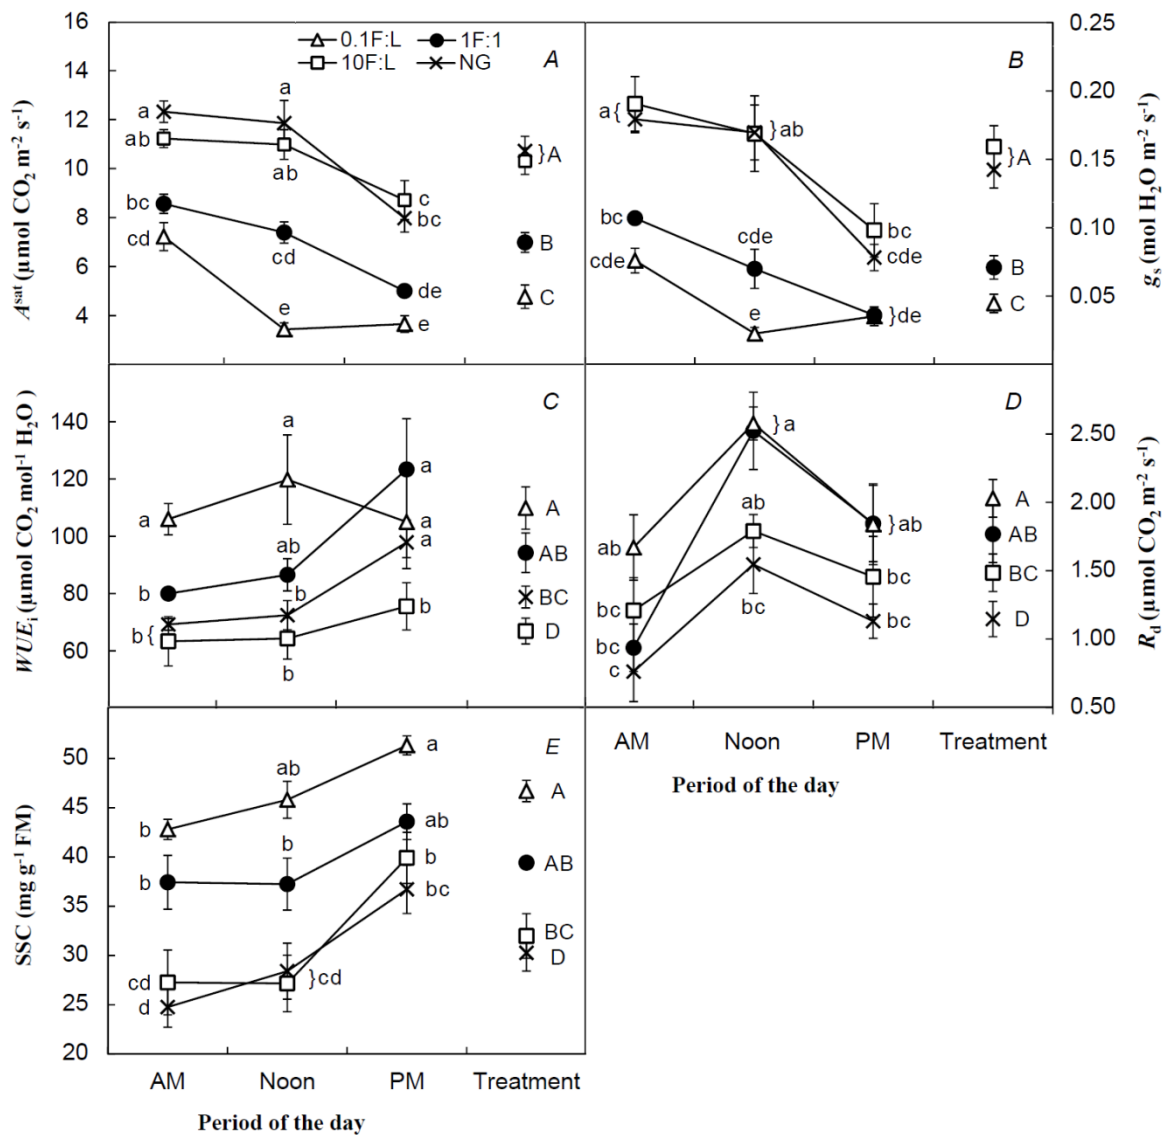 0.1F:L 1F:1
10F:L NG
A
A^sat (µmol CO₂ m⁻² s⁻¹)
16
14
12
10
8
6
4
a
a
ab
ab
bc
cd
cd
e
c
bc
de
e
}A
B
C
B
g_s (mol H₂O m⁻² s⁻¹)
0.25
0.20
0.15
0.10
0.05
a{
}ab
bc
cde
cde
e
bc
cde
}de
}A
B
C
C
WUE_i (µmol CO₂ mol⁻¹ H₂O)
140
120
100
80
60
a
a
b
ab
b
b{
b
a
a
a
b
A
AB
BC
D
D
R_d (µmol CO₂ m⁻² s⁻¹)
2.50
2.00
1.50
1.00
0.50
ab
bc
bc
c
}a
ab
bc
}ab
bc
bc
A
AB
BC
D
AM Noon PM Treatment
Period of the day
E
SSC (mg g⁻¹ FM)
50
45
40
35
30
25
20
b
ab
a
b
b
ab
b
bc
cd
d
}cd
A
AB
BC
D
AM Noon PM Treatment
Period of the day